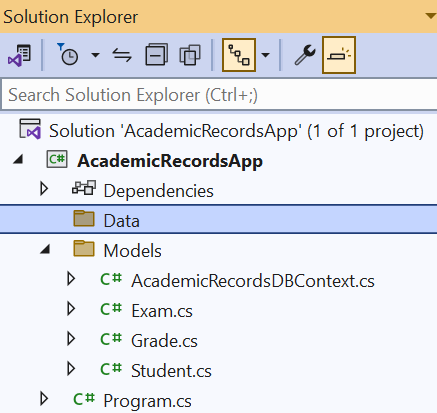 Solution Explorer
Search Solution Explorer (Ctrl+;)
Solution 'AcademicRecordsApp' (1 of 1 project)
C# AcademicRecordsApp
Dependencies
Data
Models
C# AcademicRecordsDBContext.cs
C# Exam.cs
C# Grade.cs
C# Student.cs
C# Program.cs